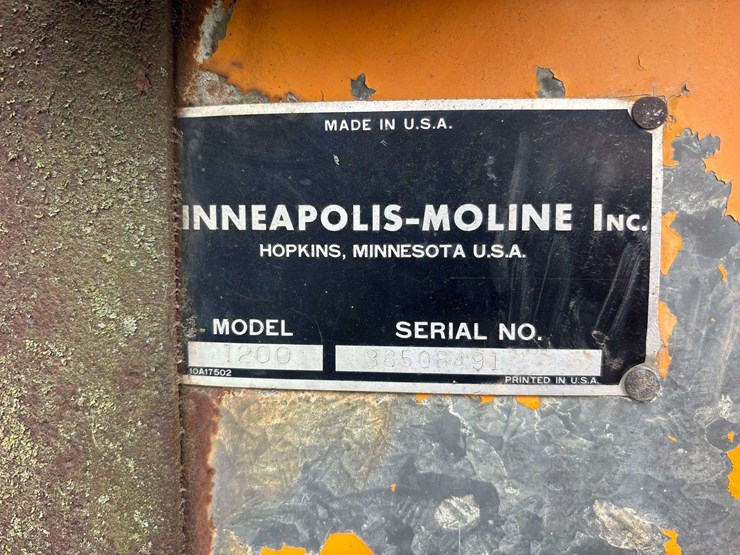 MADE IN U.S.A.
INNEAPOLIS-MOLINE INC.
HOPKINS, MINNESOTA U.S.A.
MODEL SERIAL NO.
1200
10A17502 PRINTED IN U.S.A.